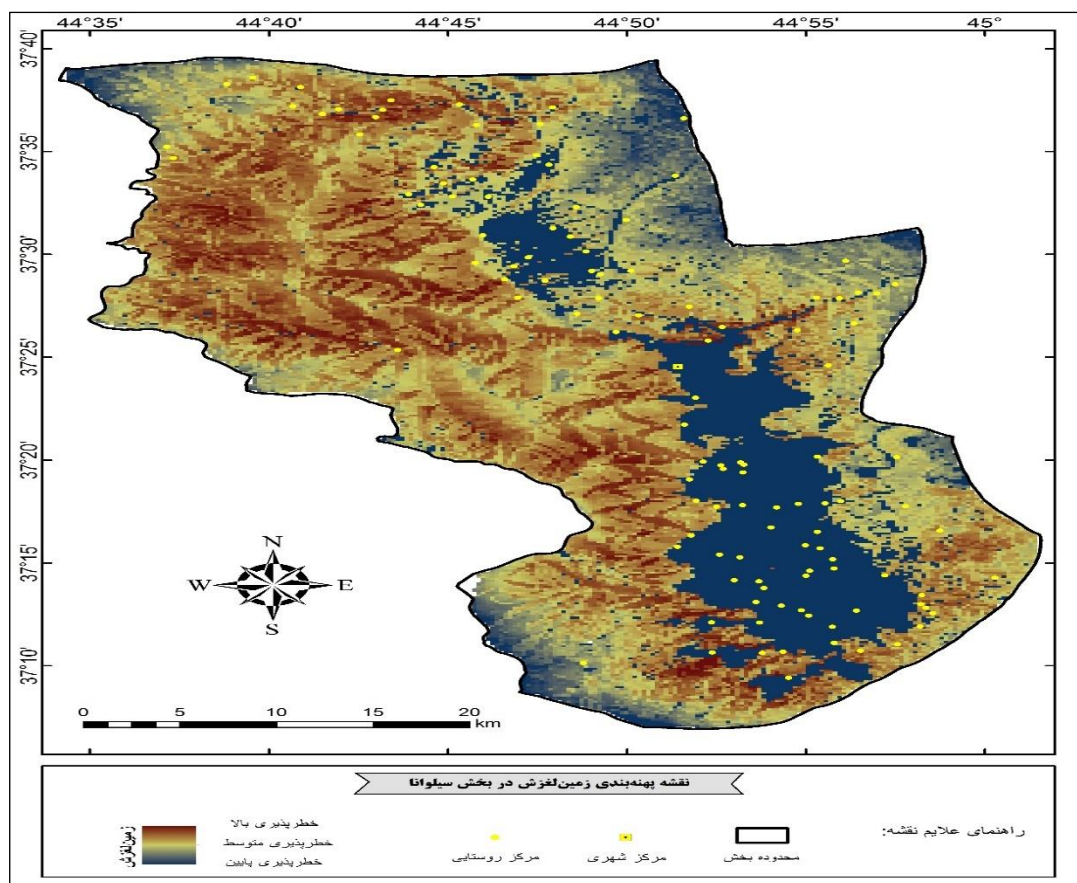 44°35' 44°40' 44°45' 44°50' 44°55' 45°
37°40'
37°35'
37°30'
37°25'
37°20'
37°15'
37°10'
N
W E
S
0 5 10 15 20
km
نقشه پهنه‌بندی زمین‌لغزش در بخش سیلوانا
راهنمای علایم نقشه:
محدوده بخش
مرکز شهری
مرکز روستایی
زمین‌لغزش
خطرپذیری بالا
خطرپذیری متوسط
خطرپذیری پایین